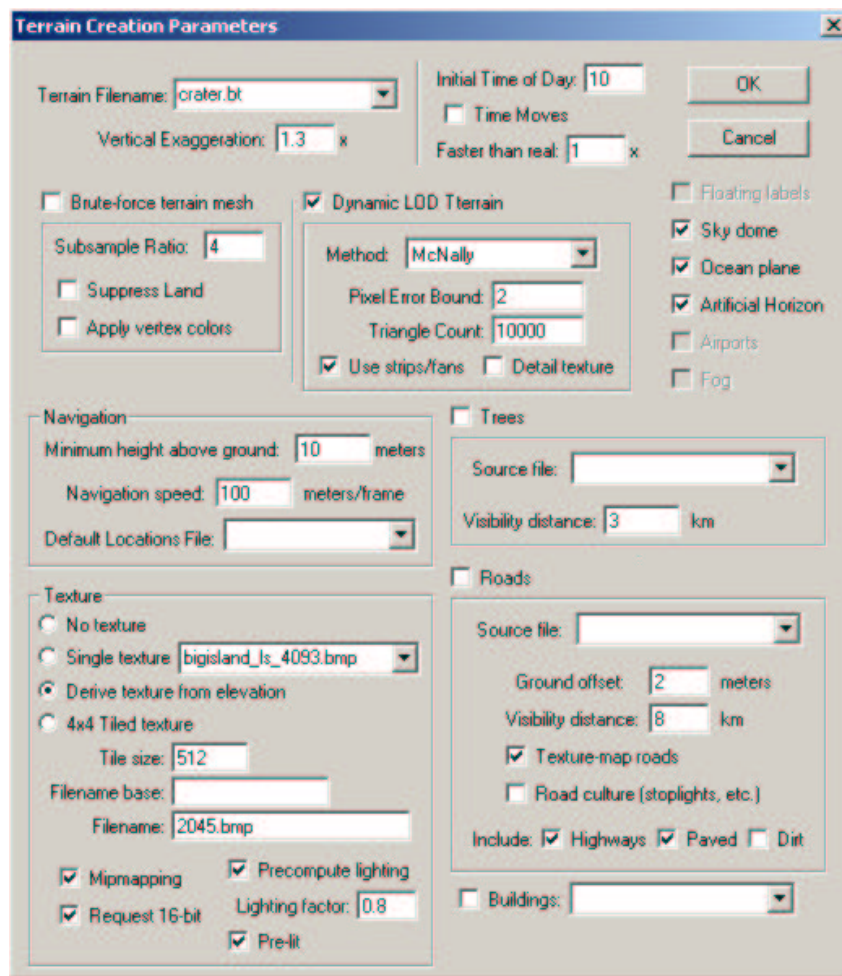 Terrain Creation Parameters
Terrain Filename: crater.bt
Vertical Exaggeration: 1.3 x
Initial Time of Day: 10
Time Moves
Faster than real: 1 x
OK
Cancel
Brute-force terrain mesh
Subsample Ratio: 4
Suppress Land
Apply vertex colors
Dynamic LOD Tterrain
Method: McNally
Pixel Error Bound: 2
Triangle Count: 10000
Use strips/fans Detail texture
Floating labels
Sky dome
Ocean plane
Artificial Horizon
Airports
Fog
Navigation
Minimum height above ground: 10 meters
Navigation speed: 100 meters/frame
Default Locations File:
Trees
Source file:
Visibility distance: 3 km
Texture
No texture
Single texture bigisland_ls_4093.bmp
Derive texture from elevation
4x4 Tiled texture
Tile size: 512
Filename base:
Filename: 2045.bmp
Mipmapping
Request 16-bit
Precompute lighting
Lighting factor: 0.8
Pre-lit
Roads
Source file:
Ground offset 2 meters
Visibility distance: 8 km
Texture-map roads
Road culture (stoplights, etc.)
Include: Highways Paved Dirt
Buildings: